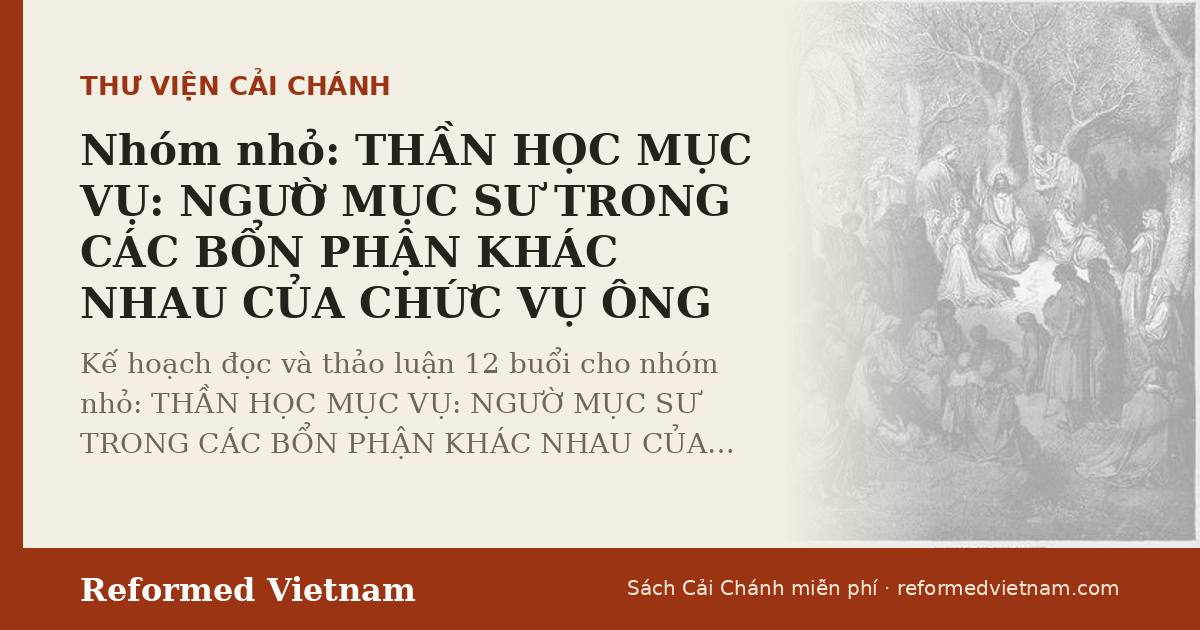 THƯ VIỆN CẢI CHÁNH
Nhóm nhỏ: THẦN HỌC MỤC
VỤ: NGƯỜ MỤC SƯ TRONG
CÁC BỔN PHẬN KHÁC
NHAU CỦA CHỨC VỤ ÔNG
Kế hoạch đọc và thảo luận 12 buổi cho nhóm
nhỏ: THẦN HỌC MỤC VỤ: NGƯỜ MỤC SƯ
TRONG CÁC BỔN PHẬN KHÁC NHAU CỦA...
Reformed Vietnam
Sách Cải Chánh miễn phí · reformedvietnam.com